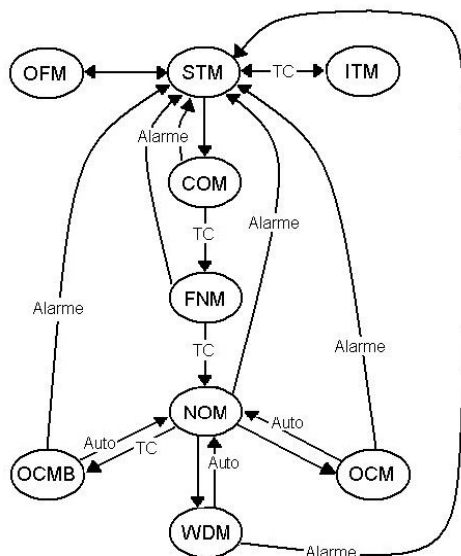 OFM
STM
TC
ITM
Alarme
COM
TC
Alarme
FNM
Alarme
TC
Alarme
NOM
Auto
TC
Auto
Auto
OCMB
OCM
WDM
Alarme